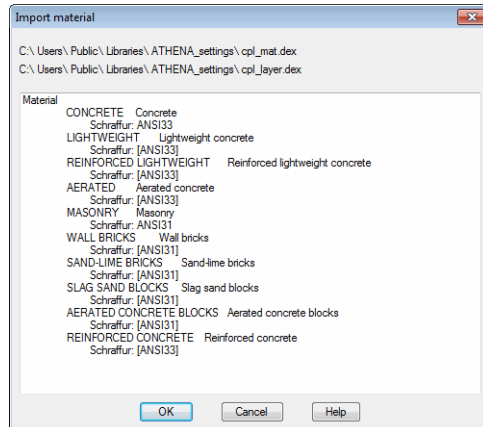 Import material
C:\ Users\ Public\ Libraries\ ATHENA_settings\ cpl_mat.dex
C:\ Users\ Public\ Libraries\ ATHENA_settings\ cpl_layer.dex
Material
CONCRETE Concrete
Schraffur: ANSI33
LIGHTWEIGHT Lightweight concrete
Schraffur: [ANSI33]
REINFORCED LIGHTWEIGHT Reinforced lightweight concrete
Schraffur: [ANSI33]
AERATED Aerated concrete
Schraffur: [ANSI33]
MASONRY Masonry
Schraffur: ANSI31
WALL BRICKS Wall bricks
Schraffur: [ANSI31]
SAND-LIME BRICKS Sand-lime bricks
Schraffur: [ANSI31]
SLAG SAND BLOCKS Slag sand blocks
Schraffur: [ANSI31]
AERATED CONCRETE BLOCKS Aerated concrete blocks
Schraffur: [ANSI31]
REINFORCED CONCRETE Reinforced concrete
Schraffur: [ANSI33]
OK Cancel Help